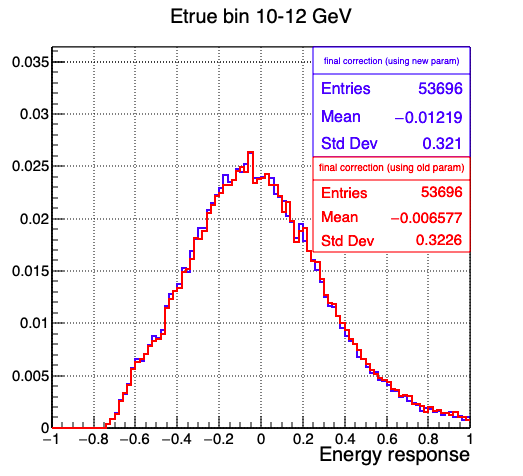 Etrue bin 10-12 GeV
final correction (using new param)
Entries 53696
Mean −0.01219
Std Dev 0.321
final correction (using old param)
Entries 53696
Mean −0.006577
Std Dev 0.3226
0.035
0.03
0.025
0.02
0.015
0.01
0.005
0
−1 −0.8 −0.6 −0.4 −0.2 0 0.2 0.4 0.6 0.8 1
Energy response